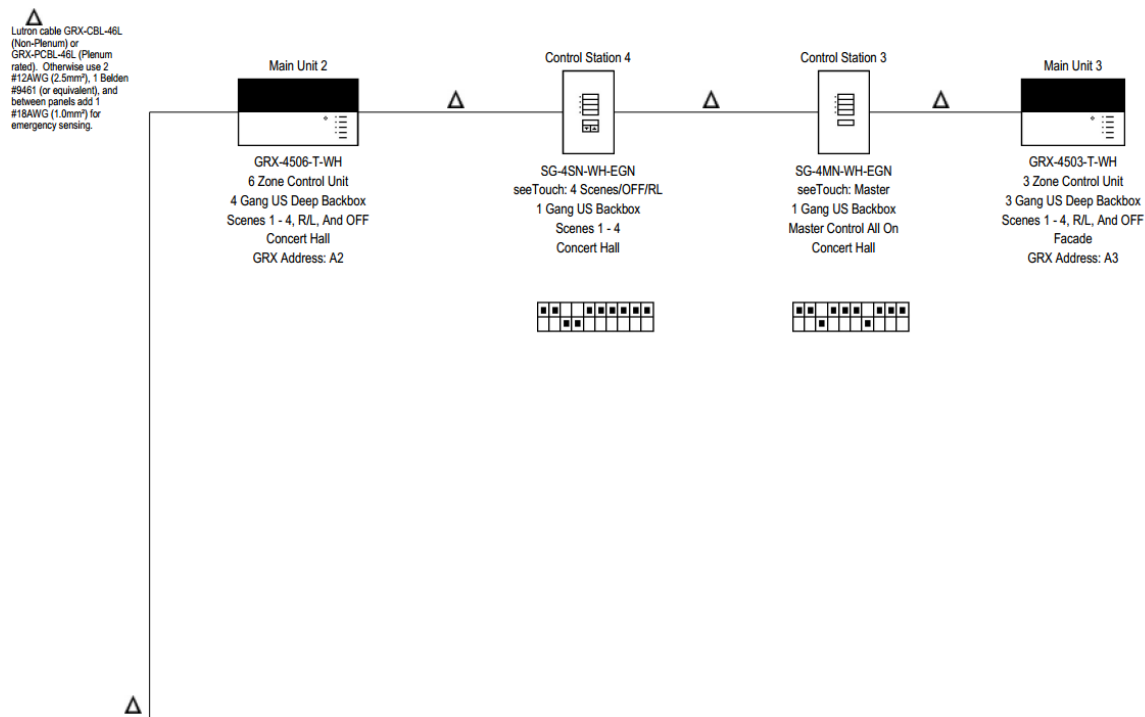 Δ
Lutron cable GRX-CBL-46L
(Non-Plenum) or
GRX-PCBL-46L (Plenum
rated). Otherwise use 2
#12AWG (2.5mm²), 1 Belden
#9461 (or equivalent), and
between panels add 1
#18AWG (1.0mm²) for
emergency sensing.
Main Unit 2
GRX-4506-T-WH
6 Zone Control Unit
4 Gang US Deep Backbox
Scenes 1 - 4, R/L, And OFF
Concert Hall
GRX Address: A2
Δ
Control Station 4
SG-4SN-WH-EGN
seeTouch: 4 Scenes/OFF/RL
1 Gang US Backbox
Scenes 1 - 4
Concert Hall
Δ
Control Station 3
SG-4MN-WH-EGN
seeTouch: Master
1 Gang US Backbox
Master Control All On
Concert Hall
Δ
Main Unit 3
GRX-4503-T-WH
3 Zone Control Unit
3 Gang US Deep Backbox
Scenes 1 - 4, R/L, And OFF
Facade
GRX Address: A3
Δ